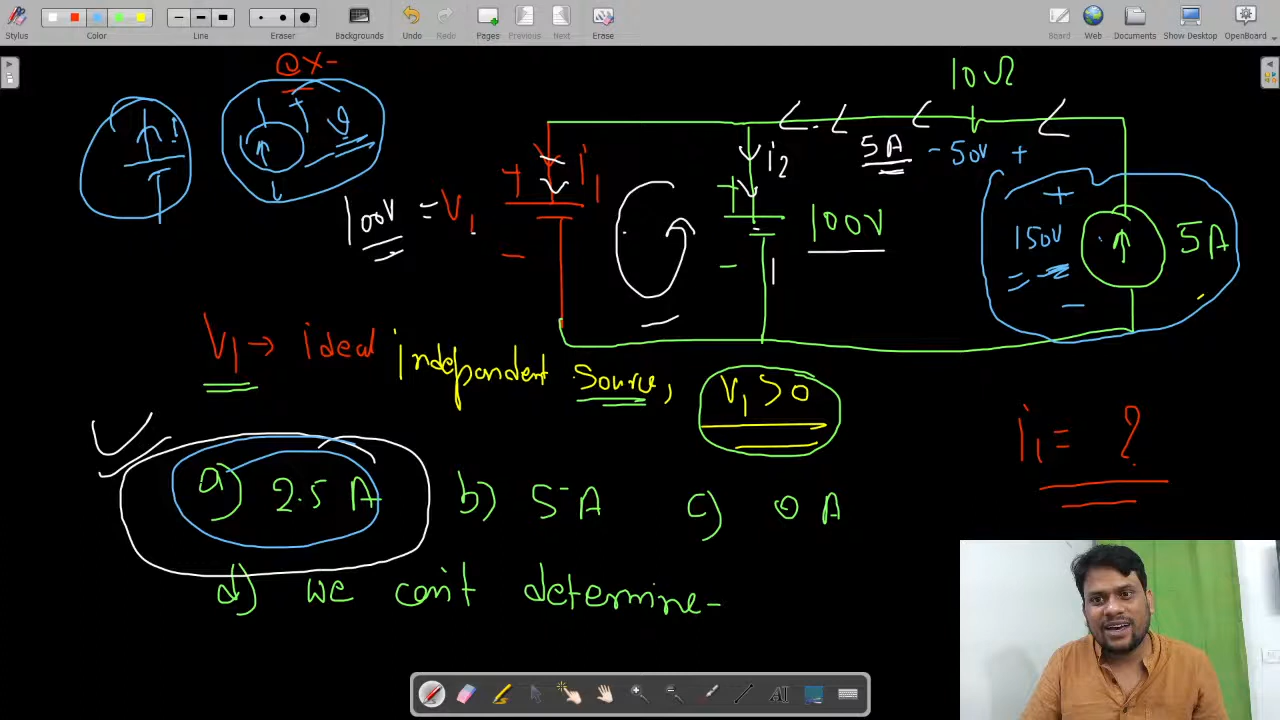 Stylus
Color
Line
Eraser
Backgrounds
Undo
Redo
Pages
Previous
Next
Erase
Board
Web
Documents
Show Desktop
OpenBoard
10Ω
+
i1
i2
5A
- 50V +
100V = V1
+
-
+
-
100V
+
150V
-
5A
V1 → ideal independent source,
V1 > 0
i1 = ?
a) 2.5 A
b) 5A
c) 0 A
d) we can't determine-